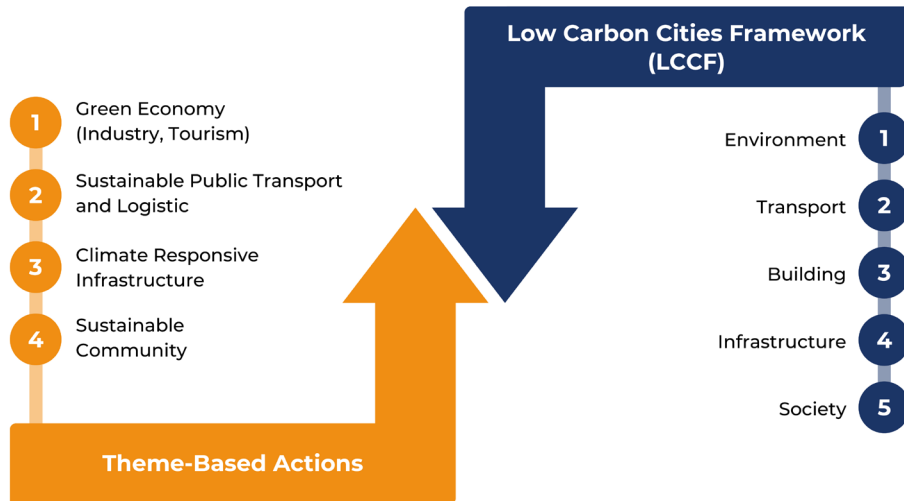 Low Carbon Cities Framework
(LCCF)
1
Green Economy
(Industry, Tourism)
2
Sustainable Public Transport
and Logistic
3
Climate Responsive
Infrastructure
4
Sustainable
Community
Theme-Based Actions
Environment
1
Transport
2
Building
3
Infrastructure
4
Society
5